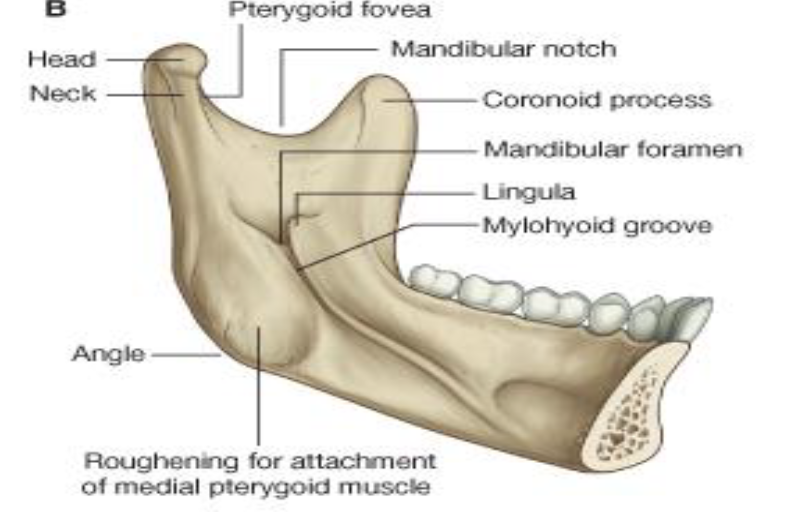 B
Pterygoid fovea
Mandibular notch
Head
Neck
Coronoid process
Mandibular foramen
Lingula
Mylohyoid groove
Angle
Roughening for attachment
of medial pterygoid muscle